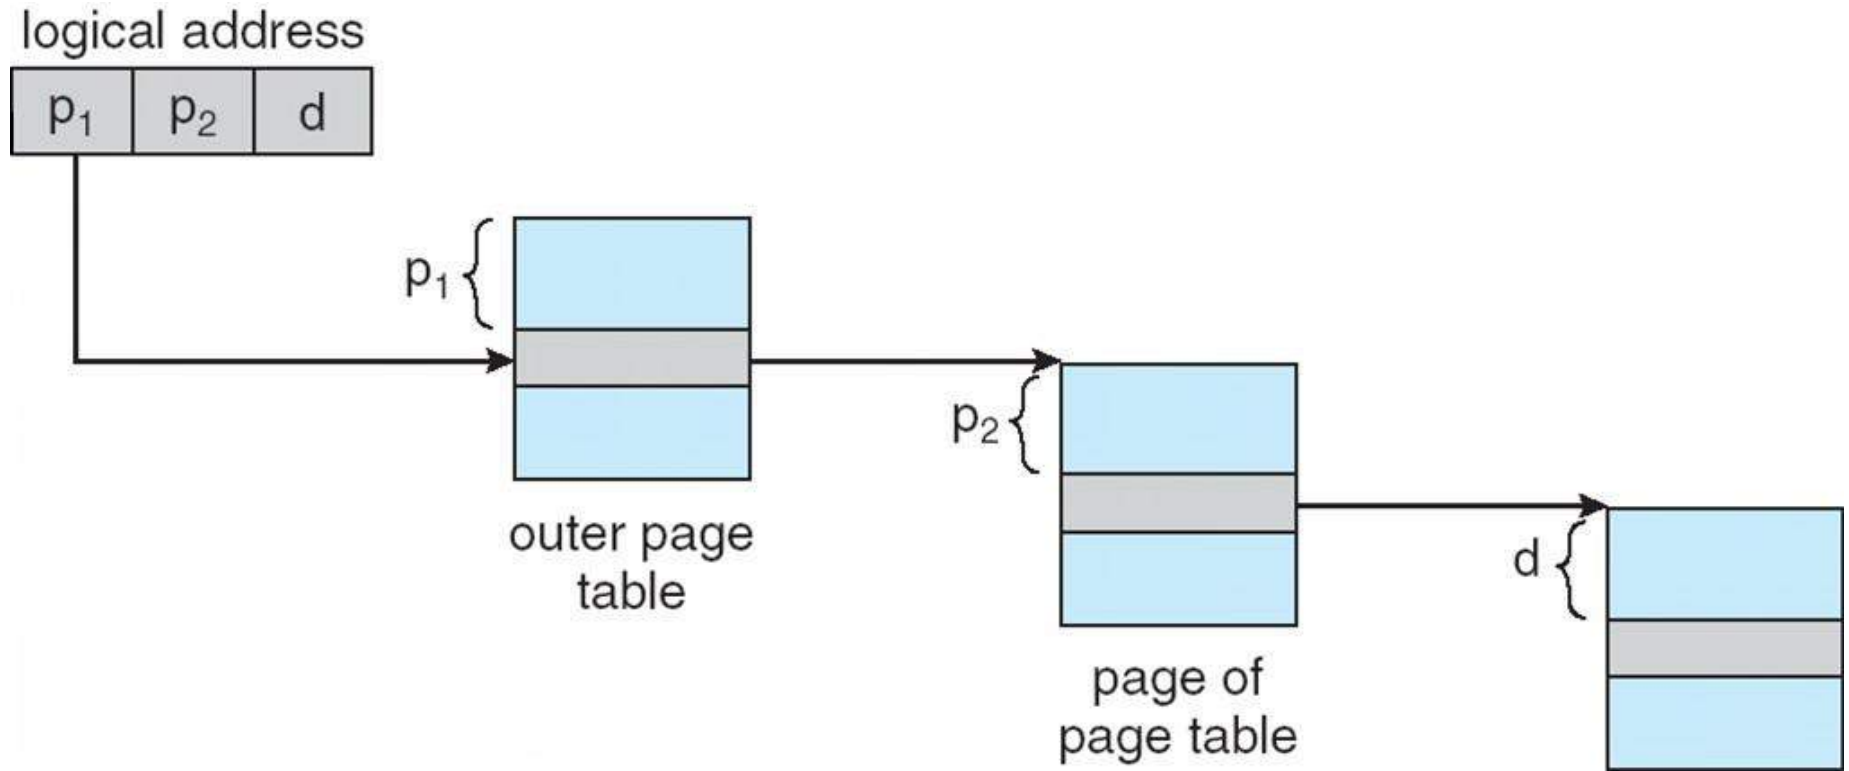 logical address
p₁ p₂ d
p₁
outer page
table
p₂
page of
page table
d